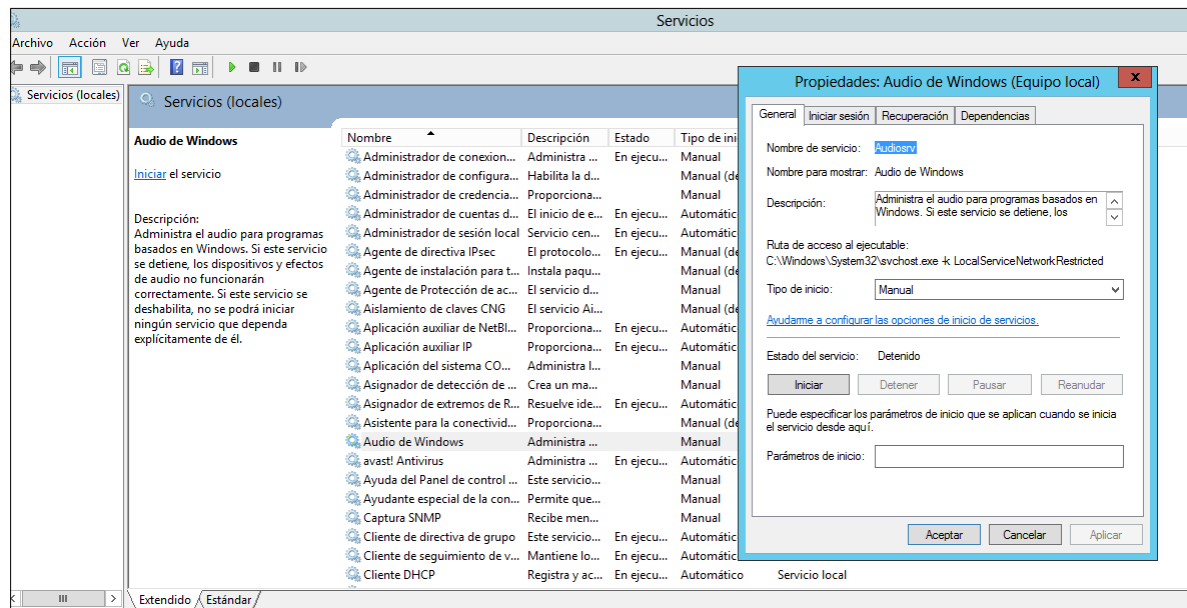 Servicios
Archivo Acción Ver Ayuda
Servicios (locales)
Servicios (locales)
Audio de Windows
Iniciar el servicio
Descripción:
Administra el audio para programas
basados en Windows. Si este servicio
se detiene, los dispositivos y efectos
de audio no funcionarán
correctamente. Si este servicio se
deshabilita, no se podrá iniciar
ningún servicio que dependa
explícitamente de él.
Nombre Descripción Estado Tipo de ini
Administrador de conexion... Administra ... En ejecu... Manual
Administrador de configura... Habilita la d... Manual (de
Administrador de credencia... Proporciona... Manual
Administrador de cuentas d... El inicio de e... En ejecu... Automátic
Administrador de sesión local Servicio cen... En ejecu... Automátic
Agente de directiva IPsec El protocolo... En ejecu... Manual (de
Agente de instalación para t... Instala paqu... Manual (de
Agente de Protección de ac... El servicio d... Manual
Aislamiento de claves CNG El servicio Ai... Manual (de
Aplicación auxiliar de NetBI... Proporciona... En ejecu... Automátic
Aplicación auxiliar IP Proporciona... En ejecu... Automátic
Aplicación del sistema CO... Administra l... Manual
Asignador de detección de ... Crea un ma... Manual
Asignador de extremos de R... Resuelve ide... En ejecu... Automátic
Asistente para la conectivid... Proporciona... Manual (de
Audio de Windows Administra ... Manual
avast! Antivirus Administra ... En ejecu... Automátic
Ayuda del Panel de control ... Este servicio... Manual
Ayudante especial de la con... Permite que... Manual
Captura SNMP Recibe men... Manual
Cliente de directiva de grupo Este servicio... En ejecu... Automátic
Cliente de seguimiento de v... Mantiene lo... En ejecu... Automátic
Cliente DHCP Registra y ac... En ejecu... Automático Servicio local
Extendido Estándar
Propiedades: Audio de Windows (Equipo local)
General Iniciar sesión Recuperación Dependencias
Nombre de servicio: Audiosrv
Nombre para mostrar: Audio de Windows
Descripción: Administra el audio para programas basados en
Windows. Si este servicio se detiene, los
Ruta de acceso al ejecutable:
C:\Windows\System32\svchost.exe -k LocalServiceNetworkRestricted
Tipo de inicio: Manual
Ayudarme a configurar las opciones de inicio de servicios.
Estado del servicio: Detenido
Iniciar Detener Pausar Reanudar
Puede especificar los parámetros de inicio que se aplican cuando se inicia
el servicio desde aquí.
Parámetros de inicio:
Aceptar Cancelar Aplicar